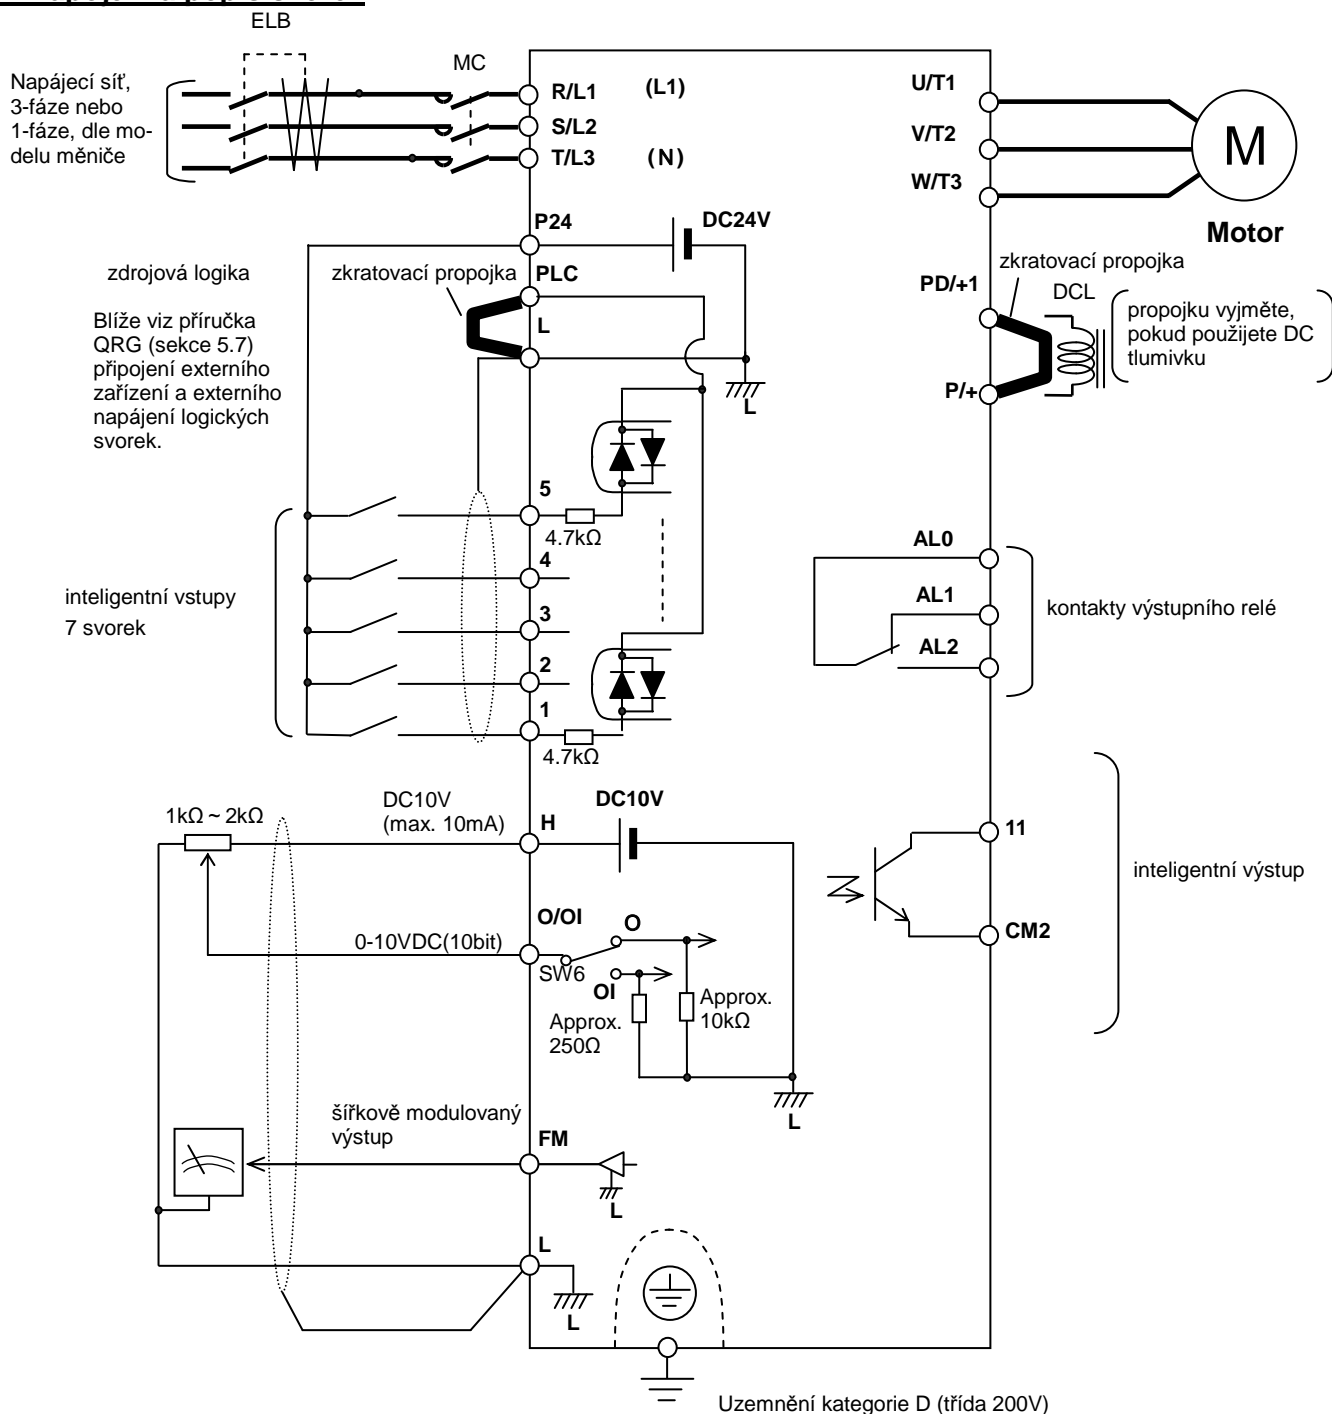 ELB
MC
Napájecí síť,
3-fáze nebo
1-fáze, dle mo-
delu měniče
R/L1 (L1)
S/L2
T/L3 (N)
U/T1
V/T2
W/T3
M
Motor
P24
DC24V
zdrojová logika
zkratovací propojka
PLC
L
L
Blíže viz příručka
QRG (sekce 5.7)
připojení externího
zařízení a externího
napájení logických
svorek.
PD/+1
zkratovací propojka
DCL
propojku vyjměte,
pokud použijete DC
tlumivku
P/+
5
4.7kΩ
4
3
2
1
4.7kΩ
inteligentní vstupy
7 svorek
AL0
AL1
AL2
kontakty výstupního relé
1kΩ ~ 2kΩ
DC10V
(max. 10mA)
H
DC10V
O/OI
O
0-10VDC(10bit)
SW6
OI
Approx.
10kΩ
Approx.
250Ω
L
11
CM2
inteligentní výstup
šířkově modulovaný
výstup
FM
L
L
L
Uzemnění kategorie D (třída 200V)